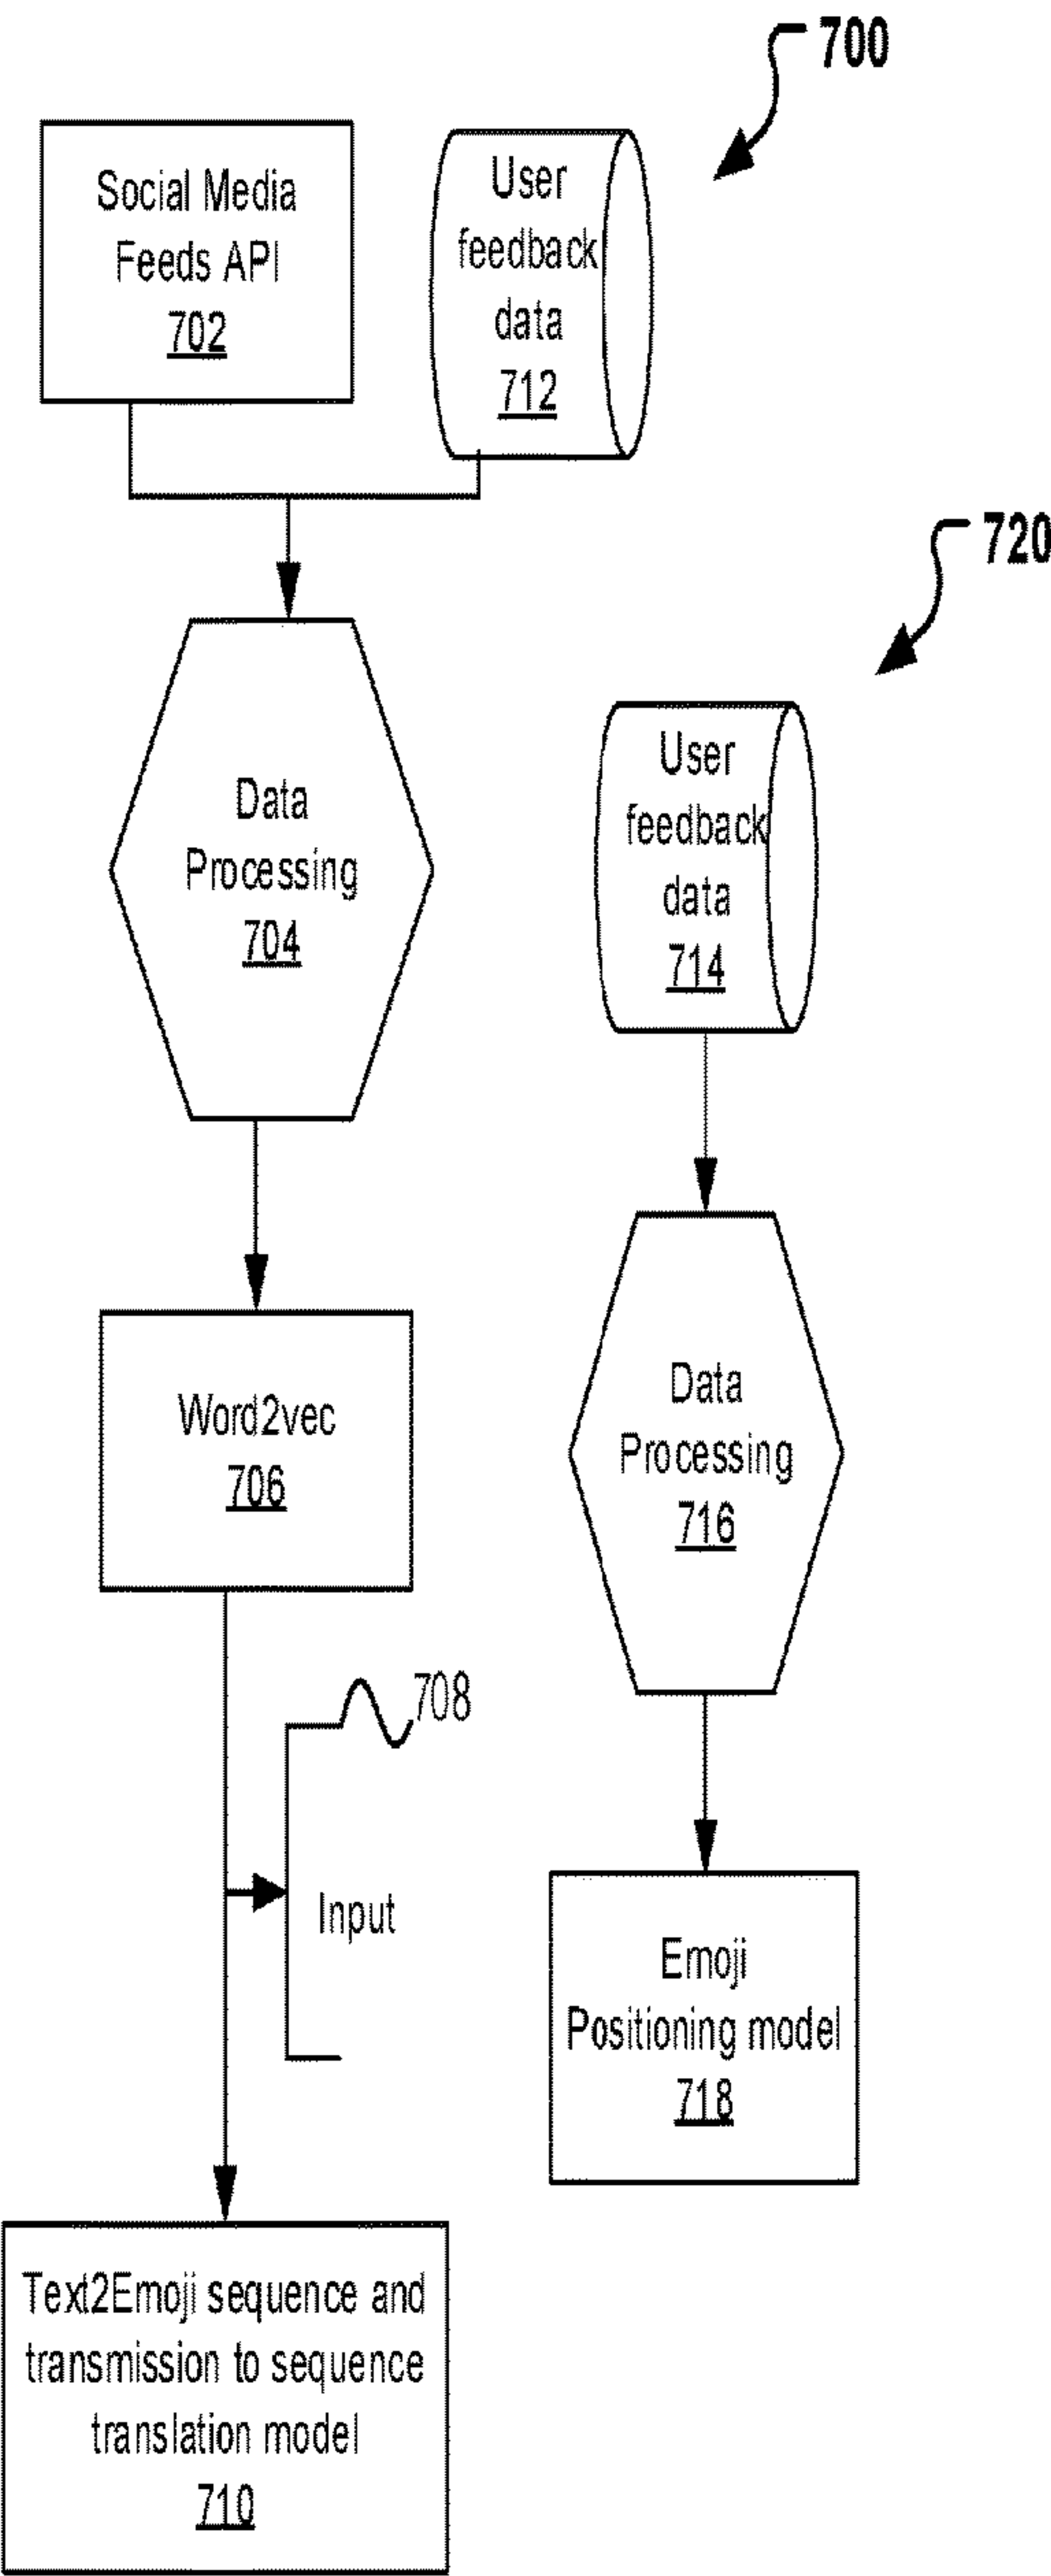 700
Social Media
Feeds API
702
User
feedback
data
712
720
Data
Processing
704
User
feedback
data
714
Word2vec
706
Data
Processing
716
708
Input
Emoji
Positioning model
718
Text2Emoji sequence and
transmission to sequence
translation model
710